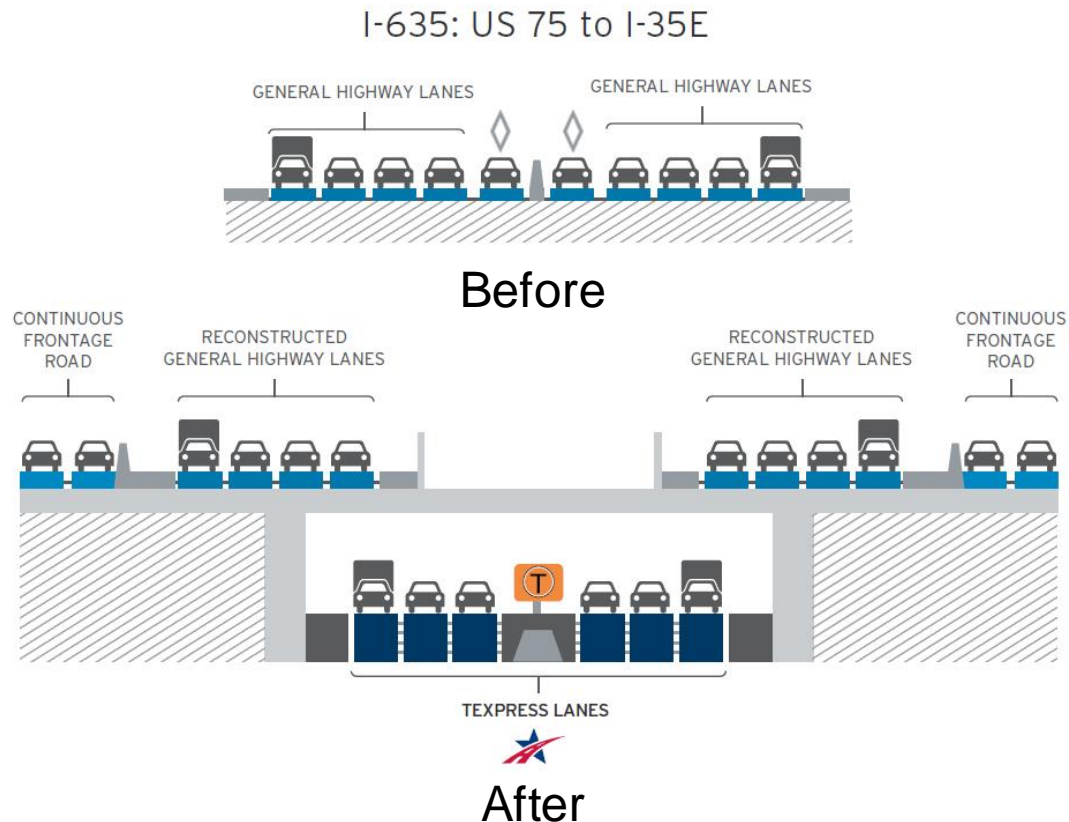 I-635: US 75 to I-35E
GENERAL HIGHWAY LANES
GENERAL HIGHWAY LANES
Before
CONTINUOUS
FRONTAGE
ROAD
RECONSTRUCTED
GENERAL HIGHWAY LANES
RECONSTRUCTED
GENERAL HIGHWAY LANES
CONTINUOUS
FRONTAGE
ROAD
T
TEXPRESS LANES
After